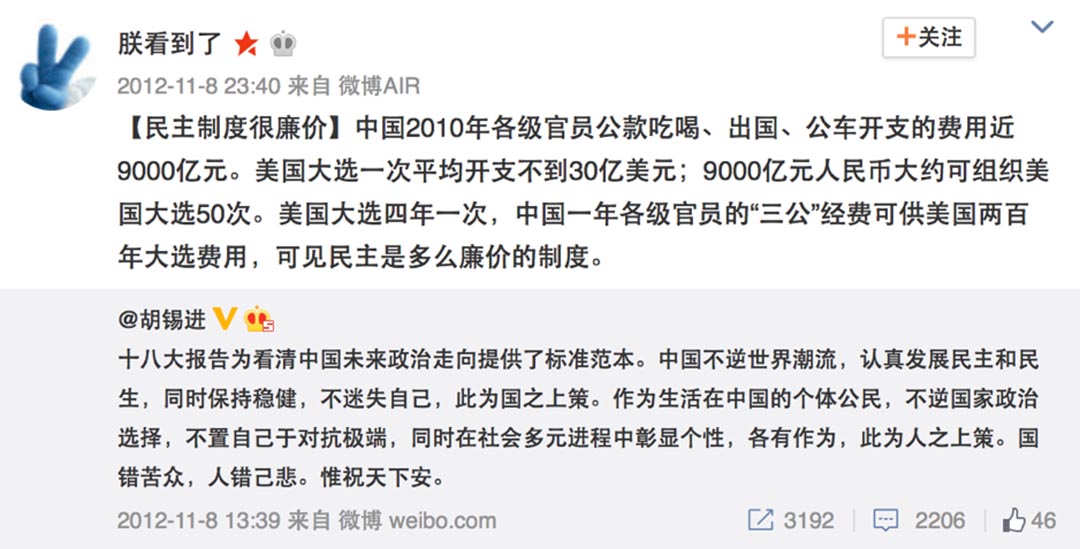 朕看到了
+关注
2012-11-8 23:40 来自 微博AIR
【民主制度很廉价】中国2010年各级官员公款吃喝、出国、公车开支的费用近
9000亿元。美国大选一次平均开支不到30亿美元；9000亿元人民币大约可组织美
国大选50次。美国大选四年一次，中国一年各级官员的“三公”经费可供美国两百
年大选费用，可见民主是多么廉价的制度。
@胡锡进 V 5
十八大报告为看清中国未来政治走向提供了标准范本。中国不逆世界潮流，认真发展民主和民
生，同时保持稳健，不迷失自己，此为国之上策。作为生活在中国的个体公民，不逆国家政治
选择，不置自己于对抗极端，同时在社会多元进程中彰显个性，各有作为，此为人之上策。国
错苦众，人错己悲。惟祝天下安。
2012-11-8 13:39 来自 微博 weibo.com 3192 2206 46